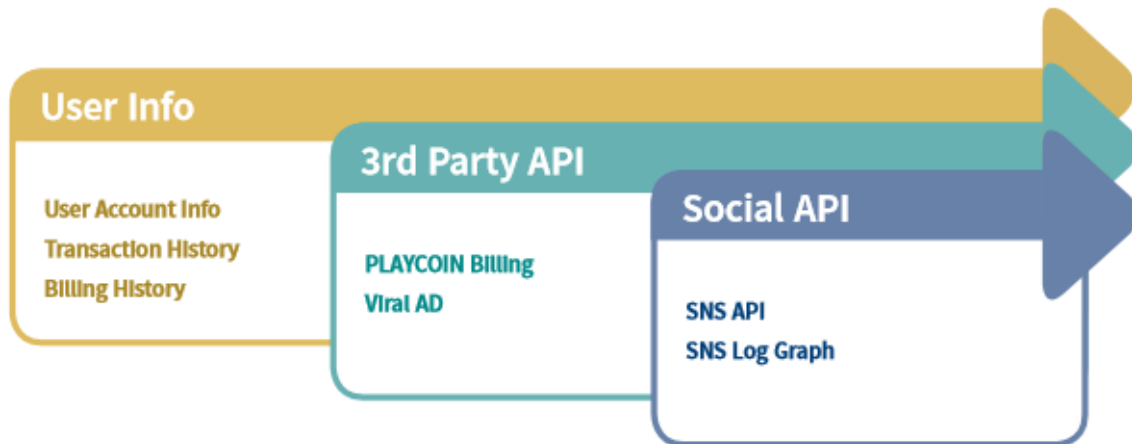 User Info
User Account Info
Transaction History
Billing History
3rd Party API
PLAYCOIN Billing
Viral AD
Social API
SNS API
SNS Log Graph